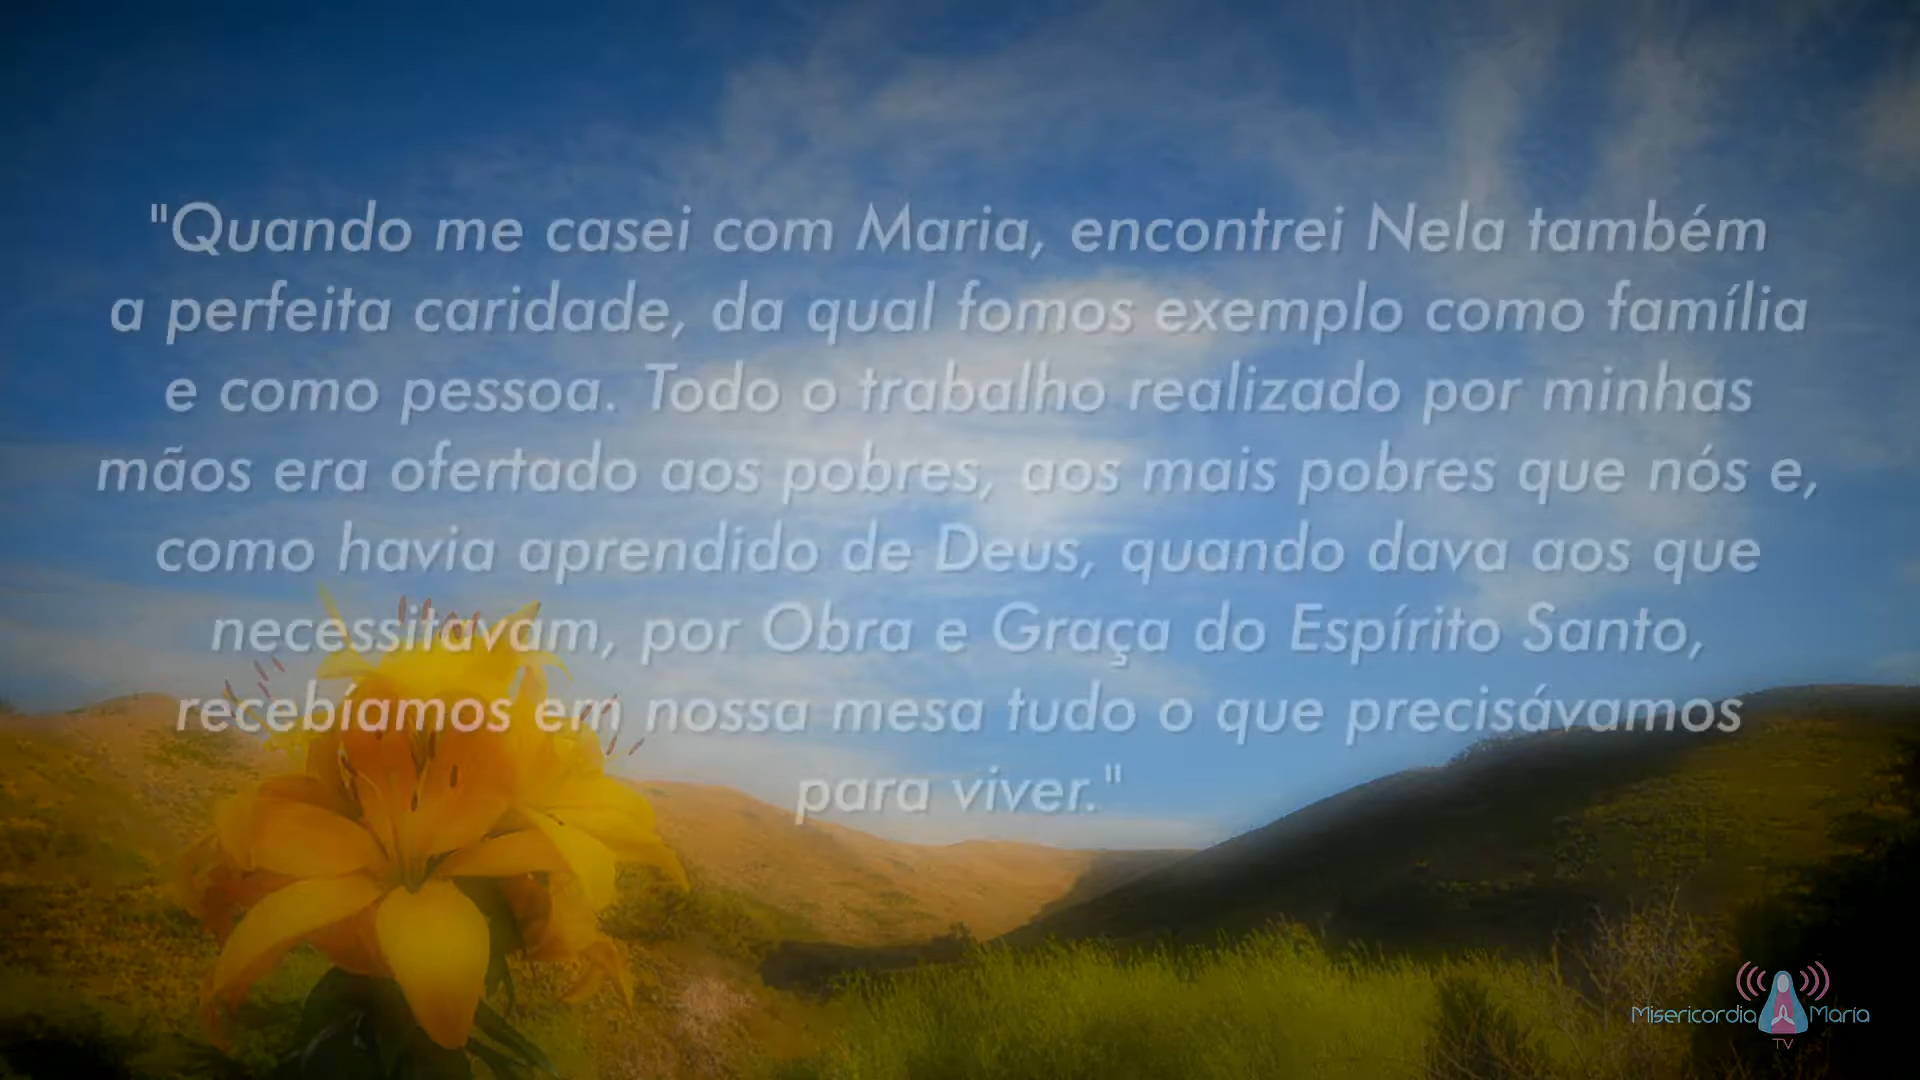 "Quando me casei com Maria, encontrei Nela também
a perfeita caridade, da qual fomos exemplo como família
e como pessoa. Todo o trabalho realizado por minhas
mãos era ofertado aos pobres, aos mais pobres que nós e,
como havia aprendido de Deus, quando dava aos que
necessitavam, por Obra e Graça do Espírito Santo,
recebíamos em nossa mesa tudo o que precisávamos
para viver."
Misericordia Maria
TV